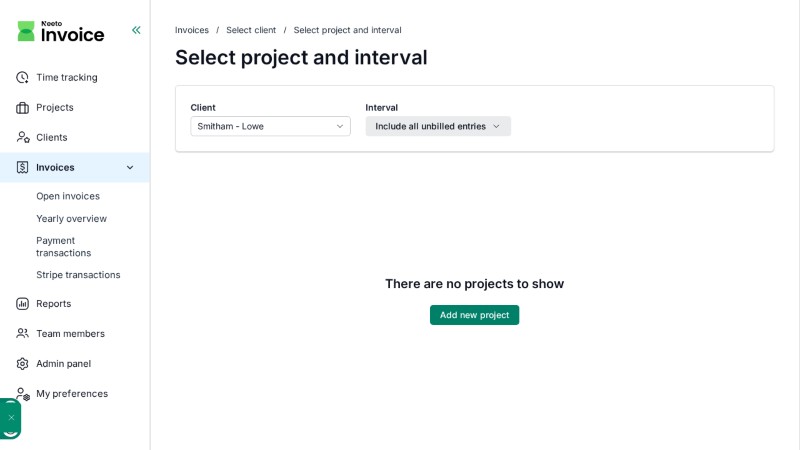 Neeto
Invoice
Time tracking
Projects
Clients
Invoices
Open invoices
Yearly overview
Payment
transactions
Stripe transactions
Reports
Team members
Admin panel
My preferences
Invoices / Select client / Select project and interval
Select project and interval
Client
Smitham - Lowe
Interval
Include all unbilled entries
There are no projects to show
Add new project